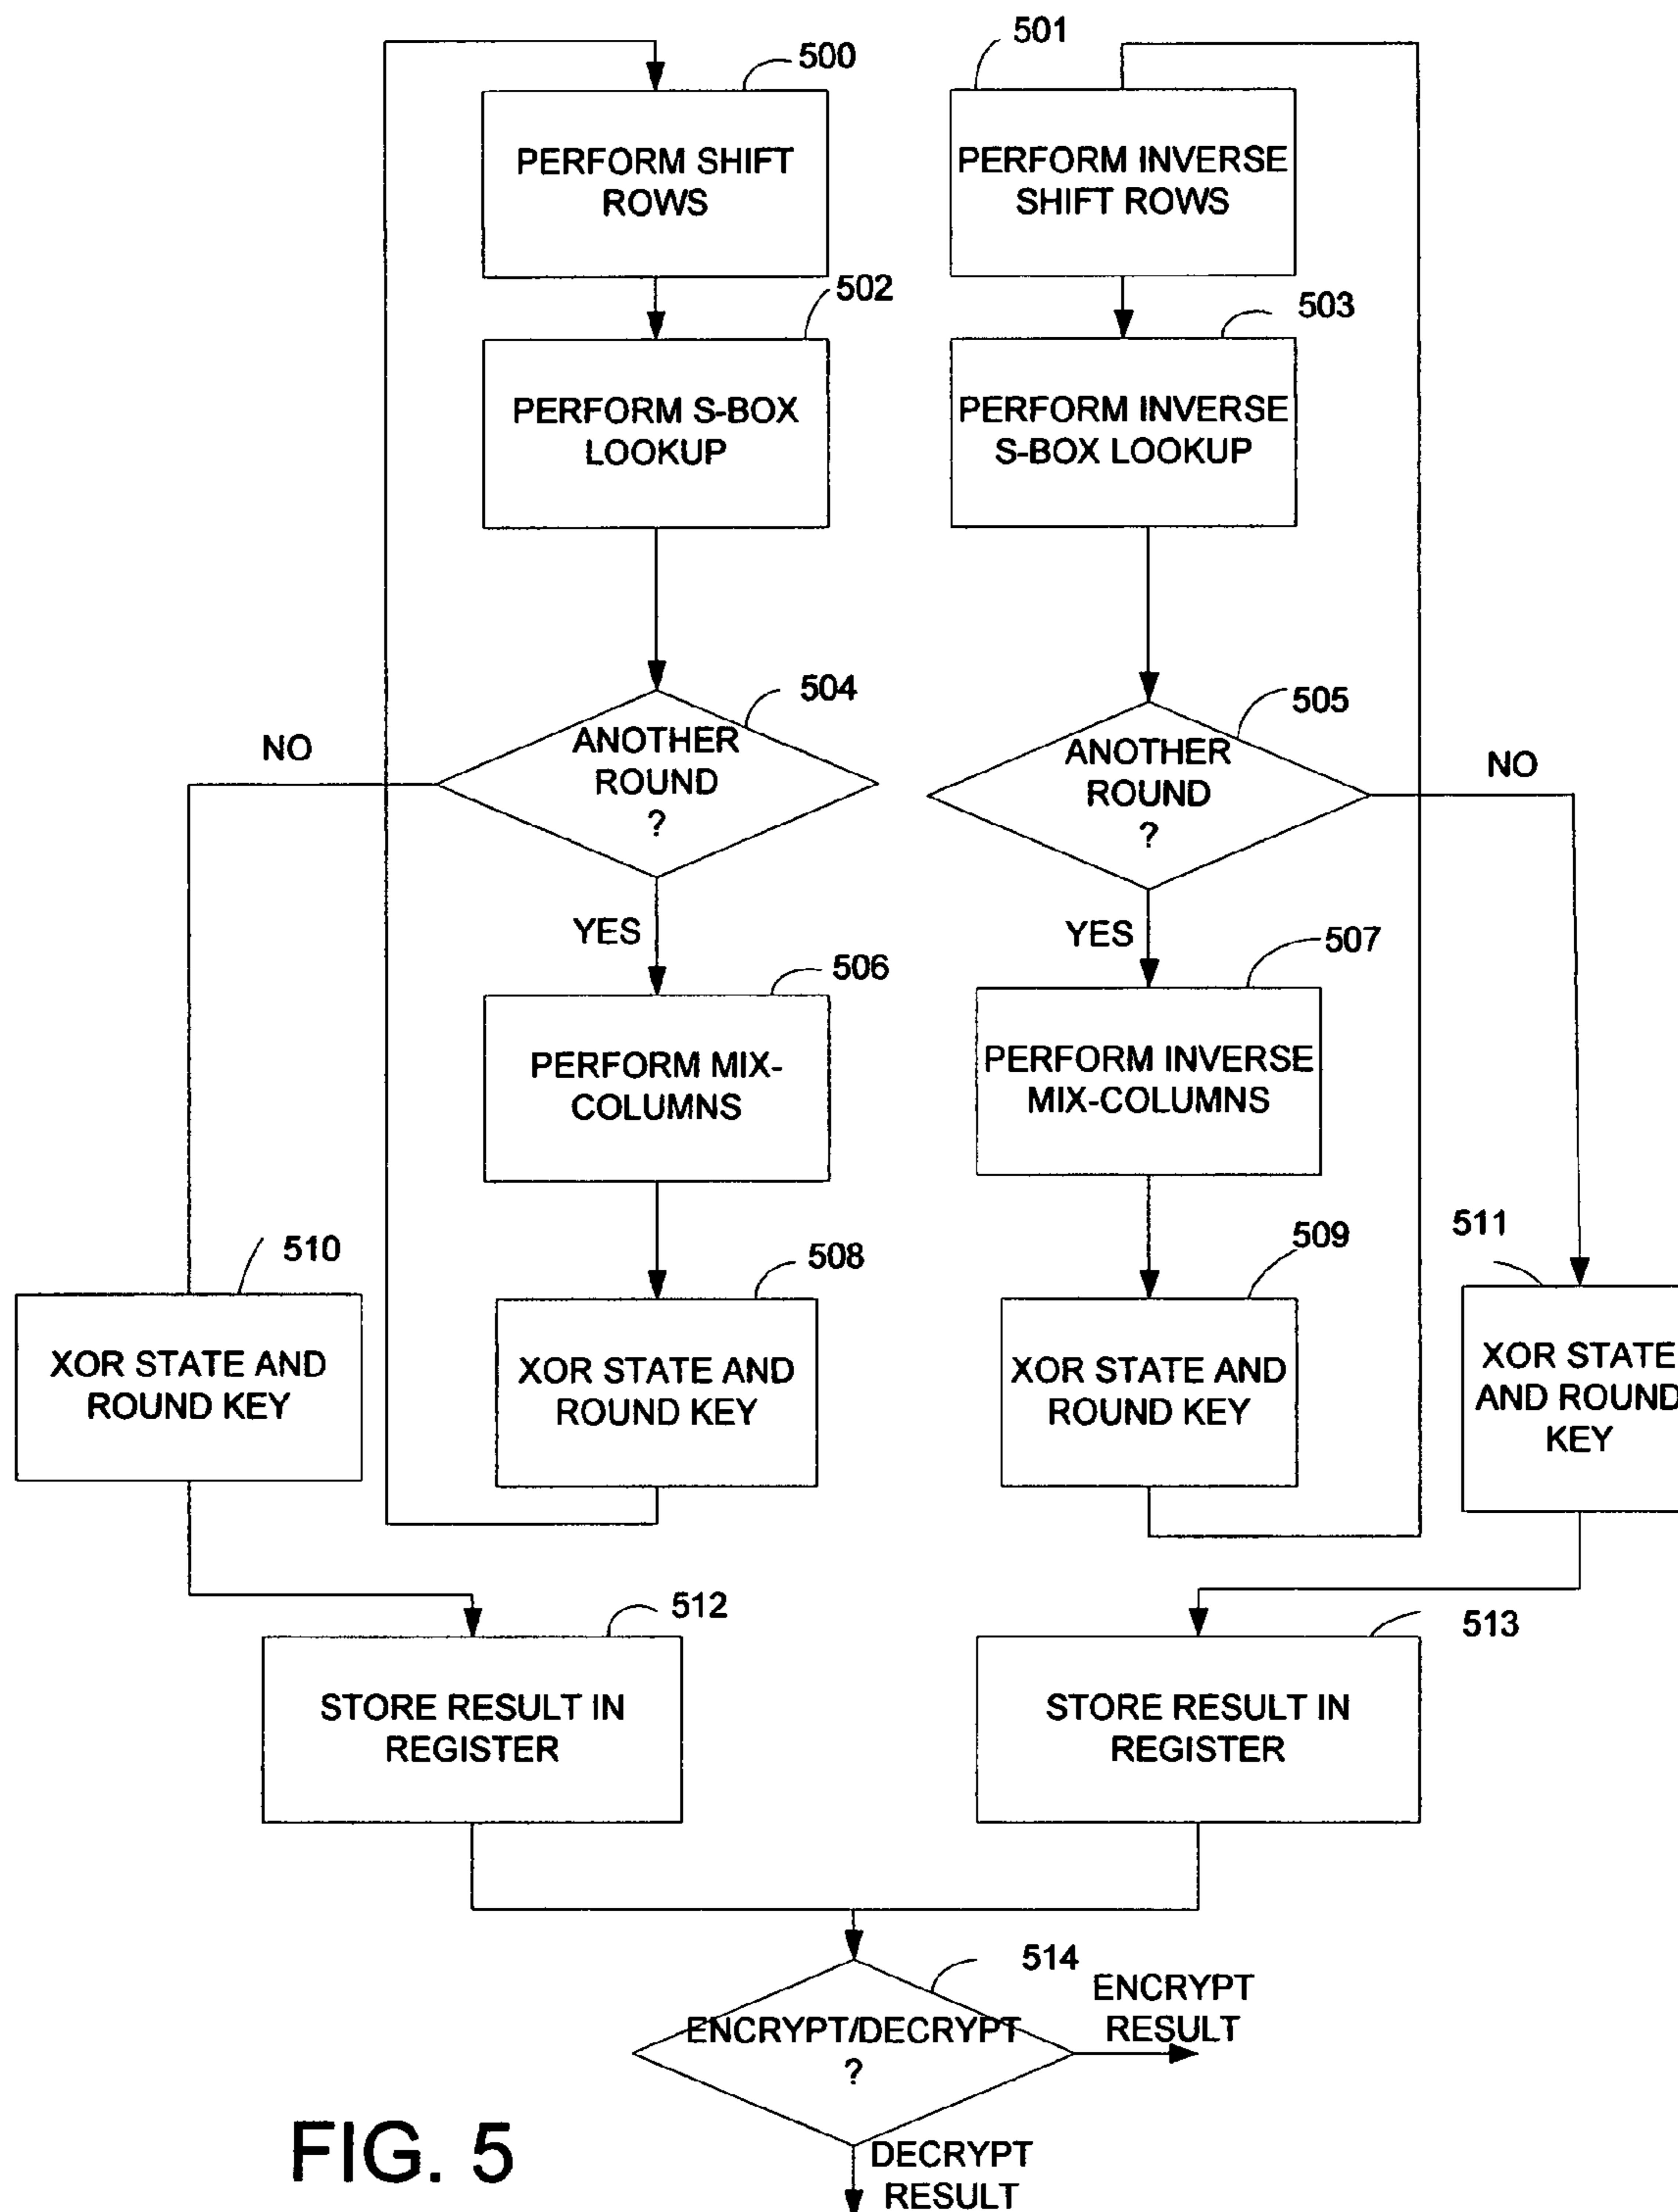 500
501
PERFORM SHIFT
ROWS
PERFORM INVERSE
SHIFT ROWS
502
503
PERFORM S-BOX
LOOKUP
PERFORM INVERSE
S-BOX LOOKUP
504
505
NO
ANOTHER
ROUND
?
ANOTHER
ROUND
?
NO
YES
YES
506
507
PERFORM MIX-
COLUMNS
PERFORM INVERSE
MIX-COLUMNS
510
508
509
511
XOR STATE AND
ROUND KEY
XOR STATE AND
ROUND KEY
XOR STATE AND
ROUND KEY
XOR STATE
AND ROUND
KEY
512
513
STORE RESULT IN
REGISTER
STORE RESULT IN
REGISTER
514
ENCRYPT/DECRYPT
?
ENCRYPT
RESULT
DECRYPT
RESULT
FIG. 5